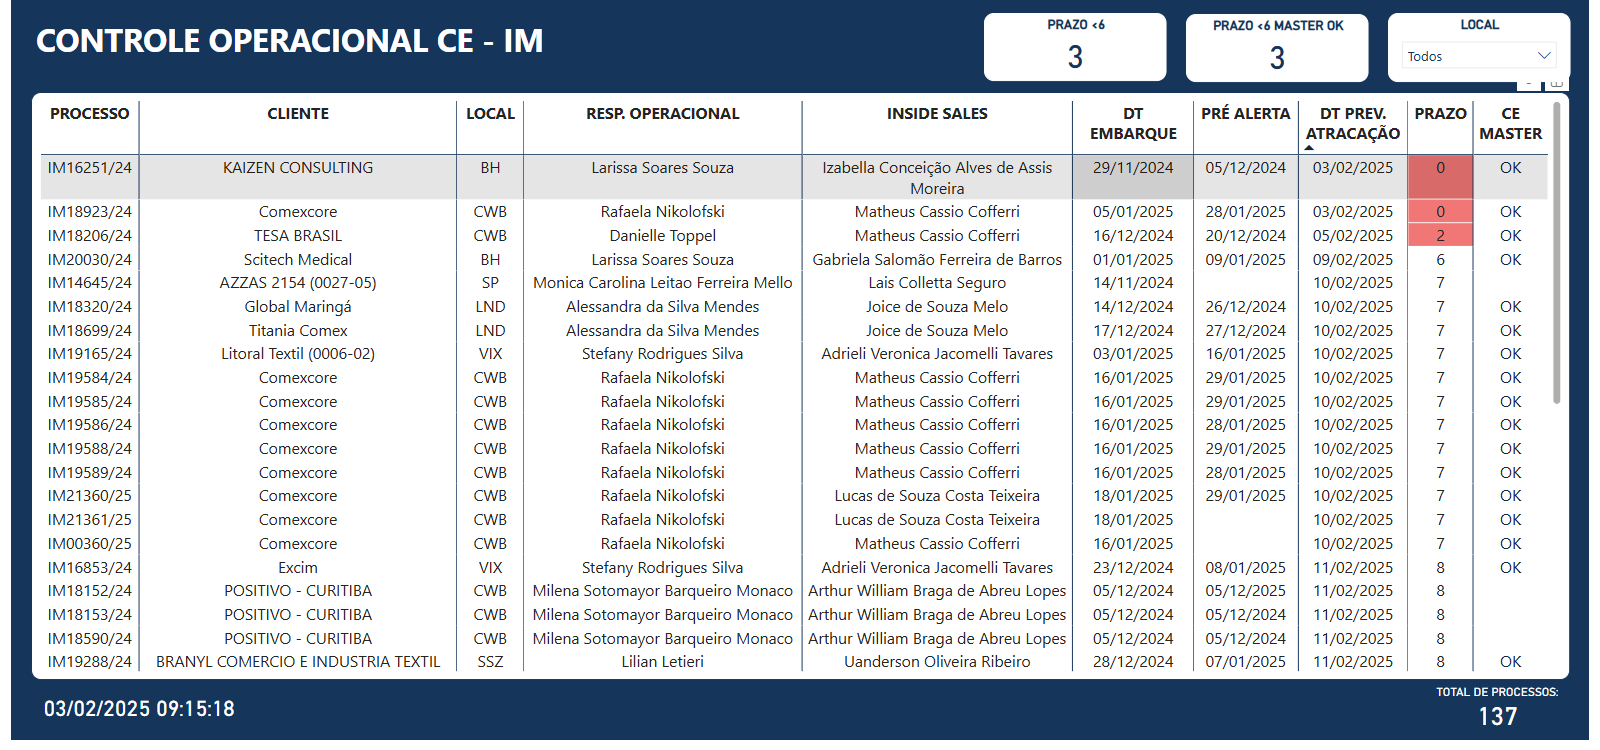 CONTROLE OPERACIONAL CE - IM
PRAZO <6
3
PRAZO <6 MASTER OK
3
LOCAL
Todos
PROCESSO CLIENTE LOCAL RESP. OPERACIONAL INSIDE SALES DT EMBARQUE PRÉ ALERTA DT PREV. ATRACAÇÃO PRAZO CE MASTER
IM16251/24 KAIZEN CONSULTING BH Larissa Soares Souza Izabella Conceição Alves de Assis Moreira 29/11/2024 05/12/2024 03/02/2025 0 OK
IM18923/24 Comexcore CWB Rafaela Nikolofski Matheus Cassio Cofferri 05/01/2025 28/01/2025 03/02/2025 0 OK
IM18206/24 TESA BRASIL CWB Danielle Toppel Matheus Cassio Cofferri 16/12/2024 20/12/2024 05/02/2025 2 OK
IM20030/24 Scitech Medical BH Larissa Soares Souza Gabriela Salomão Ferreira de Barros 01/01/2025 09/01/2025 09/02/2025 6 OK
IM14645/24 AZZAS 2154 (0027-05) SP Monica Carolina Leitao Ferreira Mello Lais Colletta Seguro 14/11/2024 10/02/2025 7
IM18320/24 Global Maringá LND Alessandra da Silva Mendes Joice de Souza Melo 14/12/2024 26/12/2024 10/02/2025 7 OK
IM18699/24 Titania Comex LND Alessandra da Silva Mendes Joice de Souza Melo 17/12/2024 27/12/2024 10/02/2025 7 OK
IM19165/24 Litoral Textil (0006-02) VIX Stefany Rodrigues Silva Adrieli Veronica Jacomelli Tavares 03/01/2025 16/01/2025 10/02/2025 7 OK
IM19584/24 Comexcore CWB Rafaela Nikolofski Matheus Cassio Cofferri 16/01/2025 29/01/2025 10/02/2025 7 OK
IM19585/24 Comexcore CWB Rafaela Nikolofski Matheus Cassio Cofferri 16/01/2025 29/01/2025 10/02/2025 7 OK
IM19586/24 Comexcore CWB Rafaela Nikolofski Matheus Cassio Cofferri 16/01/2025 28/01/2025 10/02/2025 7 OK
IM19588/24 Comexcore CWB Rafaela Nikolofski Matheus Cassio Cofferri 16/01/2025 29/01/2025 10/02/2025 7 OK
IM19589/24 Comexcore CWB Rafaela Nikolofski Matheus Cassio Cofferri 16/01/2025 28/01/2025 10/02/2025 7 OK
IM21360/25 Comexcore CWB Rafaela Nikolofski Lucas de Souza Costa Teixeira 18/01/2025 29/01/2025 10/02/2025 7 OK
IM21361/25 Comexcore CWB Rafaela Nikolofski Lucas de Souza Costa Teixeira 18/01/2025 10/02/2025 7 OK
IM00360/25 Comexcore CWB Rafaela Nikolofski Matheus Cassio Cofferri 16/01/2025 10/02/2025 7 OK
IM16853/24 Excim VIX Stefany Rodrigues Silva Adrieli Veronica Jacomelli Tavares 23/12/2024 08/01/2025 11/02/2025 8 OK
IM18152/24 POSITIVO - CURITIBA CWB Milena Sotomayor Barqueiro Monaco Arthur William Braga de Abreu Lopes 05/12/2024 05/12/2024 11/02/2025 8
IM18153/24 POSITIVO - CURITIBA CWB Milena Sotomayor Barqueiro Monaco Arthur William Braga de Abreu Lopes 05/12/2024 05/12/2024 11/02/2025 8
IM18590/24 POSITIVO - CURITIBA CWB Milena Sotomayor Barqueiro Monaco Arthur William Braga de Abreu Lopes 05/12/2024 05/12/2024 11/02/2025 8
IM19288/24 BRANYL COMERCIO E INDUSTRIA TEXTIL SSZ Lilian Letieri Uanderson Oliveira Ribeiro 28/12/2024 07/01/2025 11/02/2025 8 OK
03/02/2025 09:15:18
TOTAL DE PROCESSOS:
137